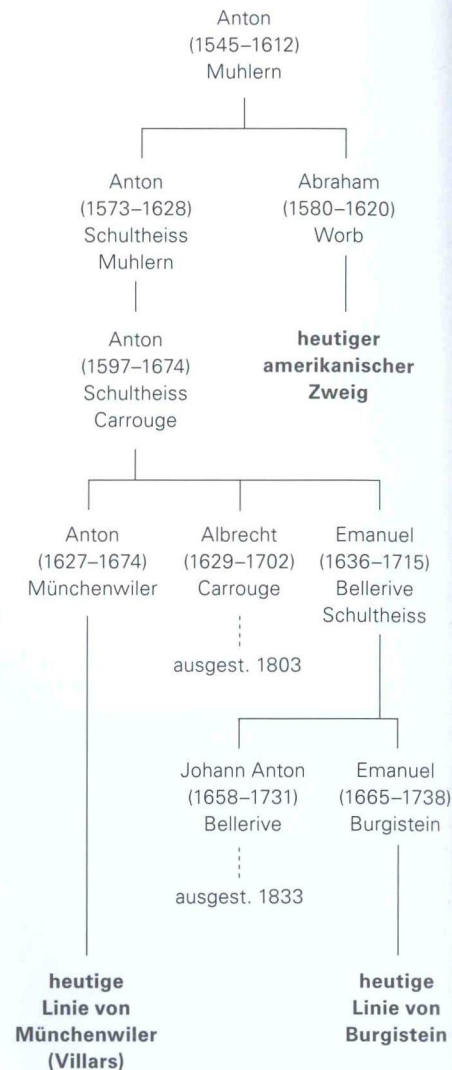 Anton
(1545–1612)
Muhlern
Anton
(1573–1628)
Schultheiss
Muhlern
Abraham
(1580–1620)
Worb
Anton
(1597–1674)
Schultheiss
Carrouge
heutiger
amerikanischer
Zweig
Anton
(1627–1674)
Münchenwiler
Albrecht
(1629–1702)
Carrouge
Emanuel
(1636–1715)
Bellerive
Schultheiss
ausgest. 1803
Johann Anton
(1658–1731)
Bellerive
Emanuel
(1665–1738)
Burgistein
ausgest. 1833
heutige
Linie von
Münchenwiler
(Villars)
heutige
Linie von
Burgistein